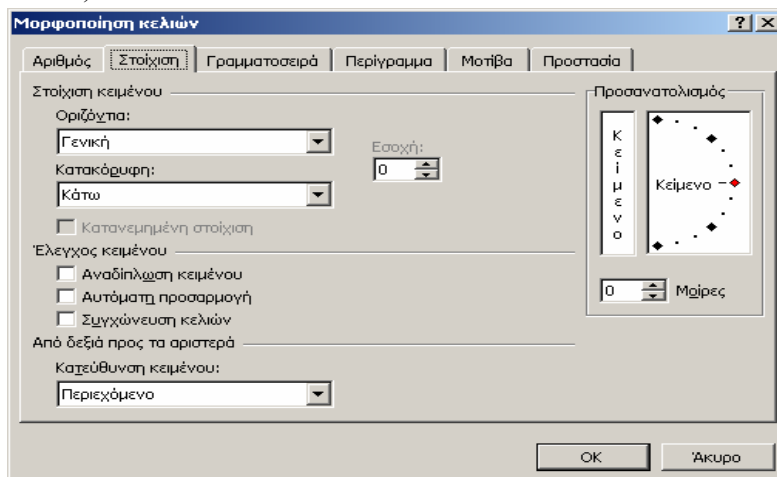 Μορφοποίηση κελιών
Αριθμός Στοίχιση Γραμματοσειρά Περίγραμμα Μοτίβα Προστασία
Στοίχιση κειμένου
Οριζόντια:
Γενική
Εσοχή:
0
Κατακόρυφη:
Κάτω
Κατανεμημένη στοίχιση
Έλεγχος κειμένου
Αναδίπλωση κειμένου
Αυτόματη προσαρμογή
Συγχώνευση κελιών
Από δεξιά προς τα αριστερά
Κατεύθυνση κειμένου:
Περιεχόμενο
Προσανατολισμός
Κείμενο
Κείμενο
0 Μοίρες
OK Άκυρο